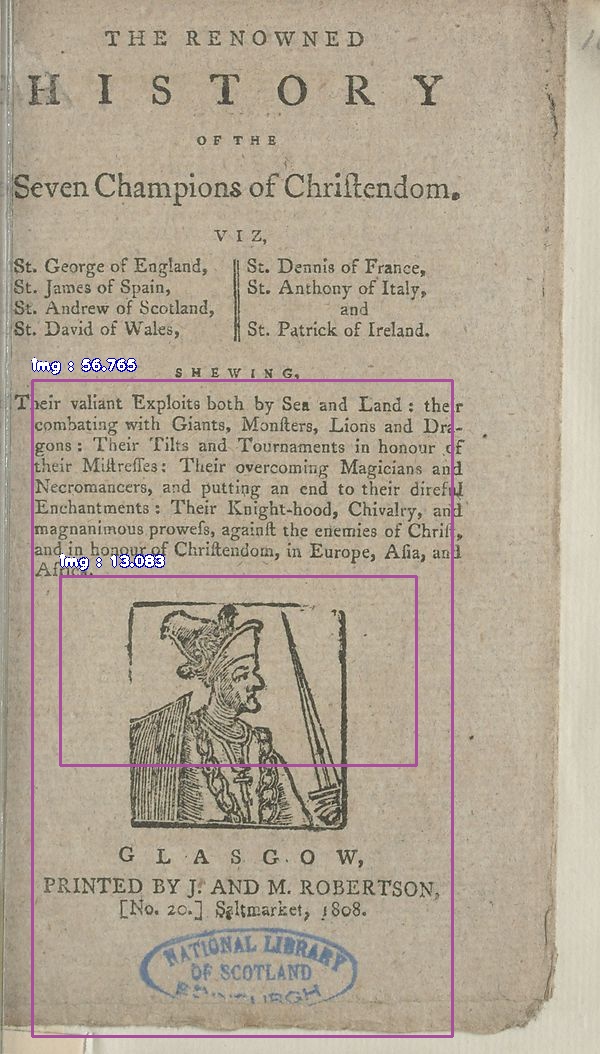 THE RENOWNED
HISTORY
OF THE
Seven Champions of Chriſtendom.
VIZ,
St. George of England,
St. James of Spain,
St. Andrew of Scotland,
St. David of Wales,
St. Dennis of France,
St. Anthony of Italy,
and
St. Patrick of Ireland.
SHEWING,
Img : 56.765
Their valiant Exploits both by Sea and Land : their
combating with Giants, Monſters, Lions and Dra-
gons : Their Tilts and Tournaments in honour of
their Miſtreſſes: Their overcoming Magicians and
Necromancers, and putting an end to their direful
Enchantments : Their Knight-hood, Chivalry, and
magnanimous proweſs, againſt the enemies of Chriſt,
and in honour of Chriſtendom, in Europe, Aſia, and
Africa.
Img : 13.083
GLASGOW,
PRINTED BY J. AND M. ROBERTSON,
[No. 20.] Saltmarket, 1808.
NATIONAL LIBRARY
OF SCOTLAND
EDINBURGH